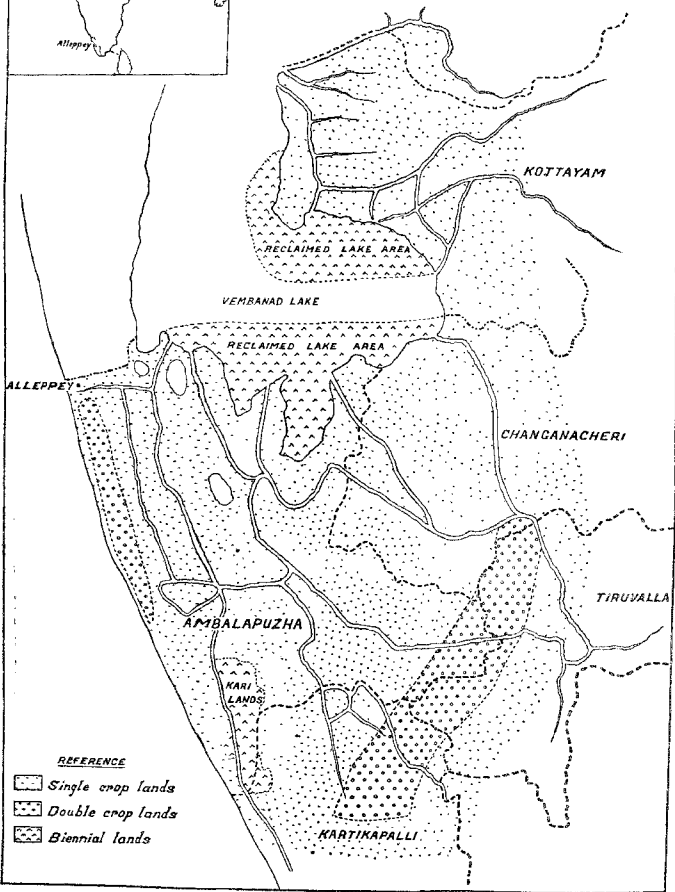 Alleppey
KOTTAYAM
RECLAIMED LAKE AREA
VEMBANAD LAKE
RECLAIMED LAKE AREA
ALLEPPEY
CHANGANACHERI
TIRUVALLA
AMBALAPUZHA
KARI
LANDS
REFERENCE
Single crop lands
Double crop lands
Biennial lands
KARTIKAPALLI